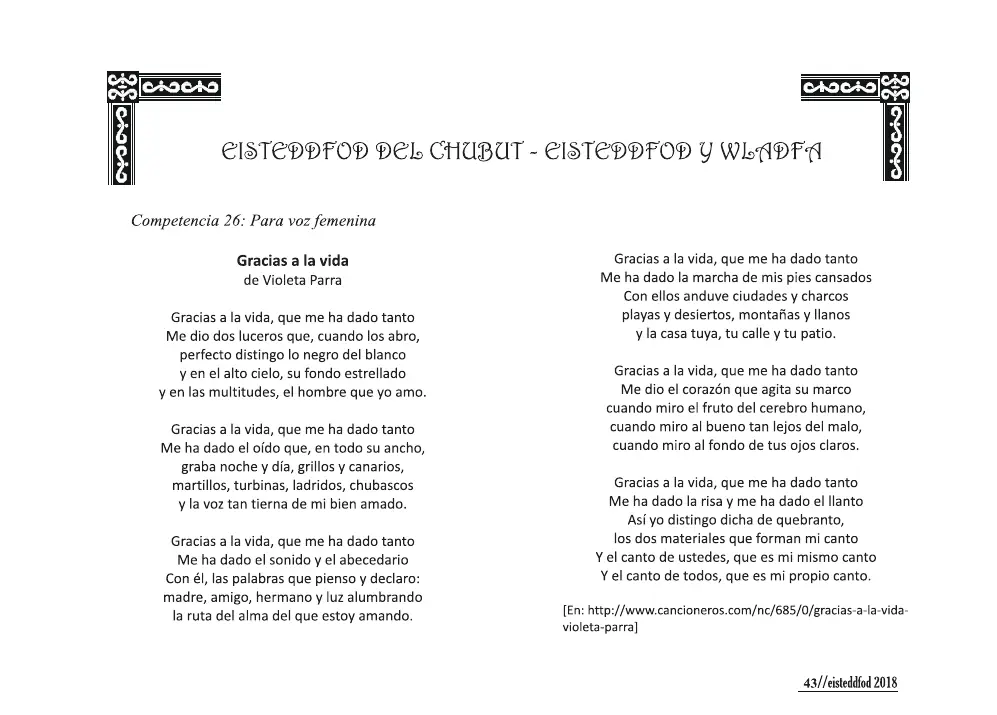 EISTEDDFOD DEL CHUBUT - EISTEDDFOD Y WLADFA
Competencia 26: Para voz femenina
Gracias a la vida
de Violeta Parra
Gracias a la vida, que me ha dado tanto
Me dio dos luceros que, cuando los abro,
perfecto distingo lo negro del blanco
y en el alto cielo, su fondo estrellado
y en las multitudes, el hombre que yo amo.
Gracias a la vida, que me ha dado tanto
Me ha dado el oído que, en todo su ancho,
graba noche y día, grillos y canarios,
martillos, turbinas, ladridos, chubascos
y la voz tan tierna de mi bien amado.
Gracias a la vida, que me ha dado tanto
Me ha dado el sonido y el abecedario
Con él, las palabras que pienso y declaro:
madre, amigo, hermano y luz alumbrando
la ruta del alma del que estoy amando.
Gracias a la vida, que me ha dado tanto
Me ha dado la marcha de mis pies cansados
Con ellos anduve ciudades y charcos
playas y desiertos, montañas y llanos
y la casa tuya, tu calle y tu patio.
Gracias a la vida, que me ha dado tanto
Me dio el corazón que agita su marco
cuando miro el fruto del cerebro humano,
cuando miro al bueno tan lejos del malo,
cuando miro al fondo de tus ojos claros.
Gracias a la vida, que me ha dado tanto
Me ha dado la risa y me ha dado el llanto
Así yo distingo dicha de quebranto,
los dos materiales que forman mi canto
Y el canto de ustedes, que es mi mismo canto
Y el canto de todos, que es mi propio canto.
[En: http://www.cancioneros.com/nc/685/0/gracias-a-la-vida-
violeta-parra]
43//eisteddfod 2018